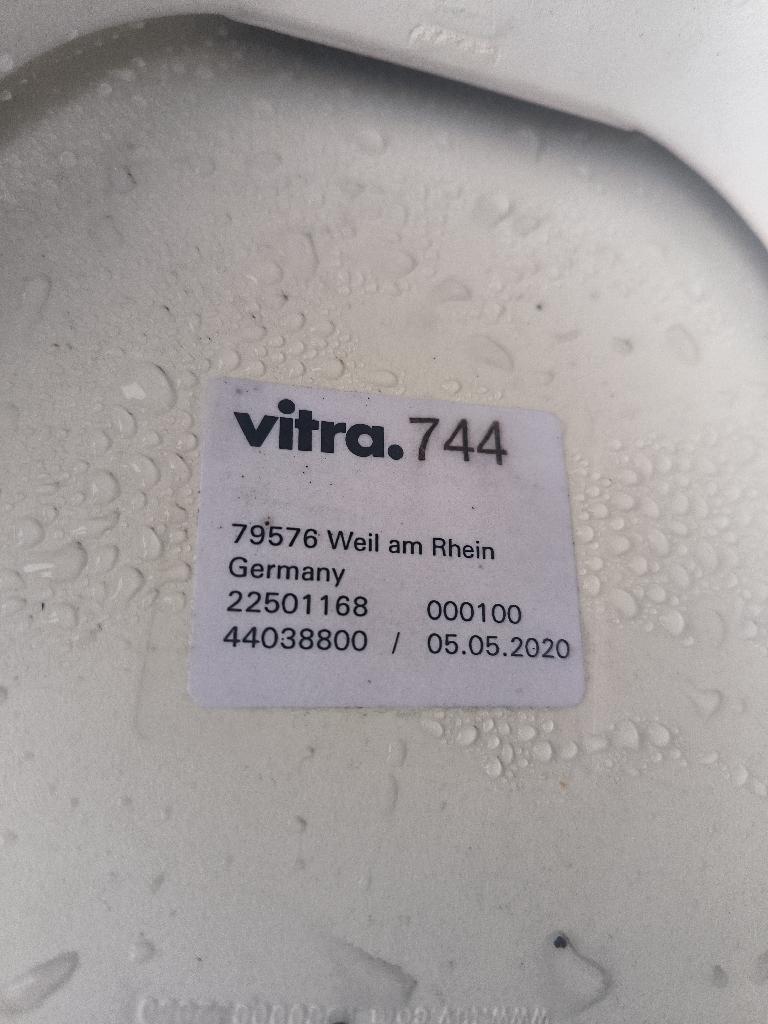 vitra.744
79576 Weil am Rhein
Germany
22501168 000100
44038800 / 05.05.2020